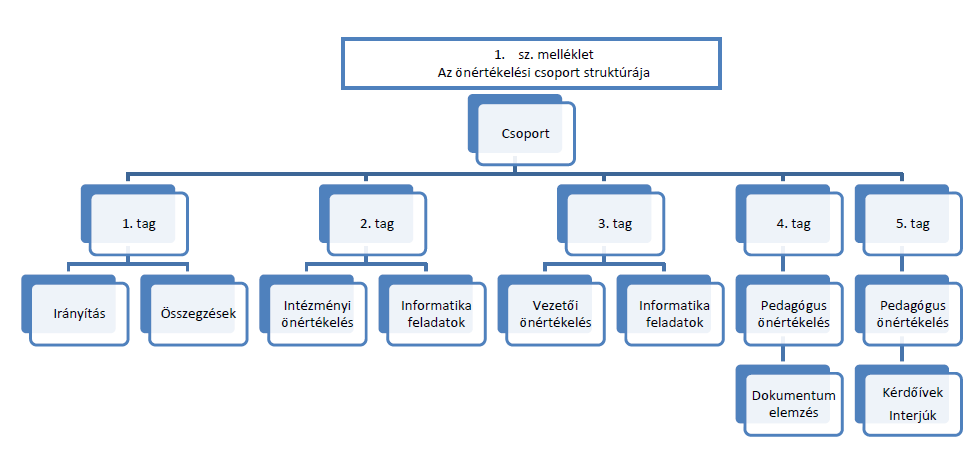 1. sz. melléklet
Az önértékelési csoport struktúrája
Csoport
1. tag
2. tag
3. tag
4. tag
5. tag
Irányítás
Összegzések
Intézményi
önértékelés
Informatika
feladatok
Vezetői
önértékelés
Informatika
feladatok
Pedagógus
önértékelés
Pedagógus
önértékelés
Dokumentum
elemzés
Kérdőívek
Interjúk